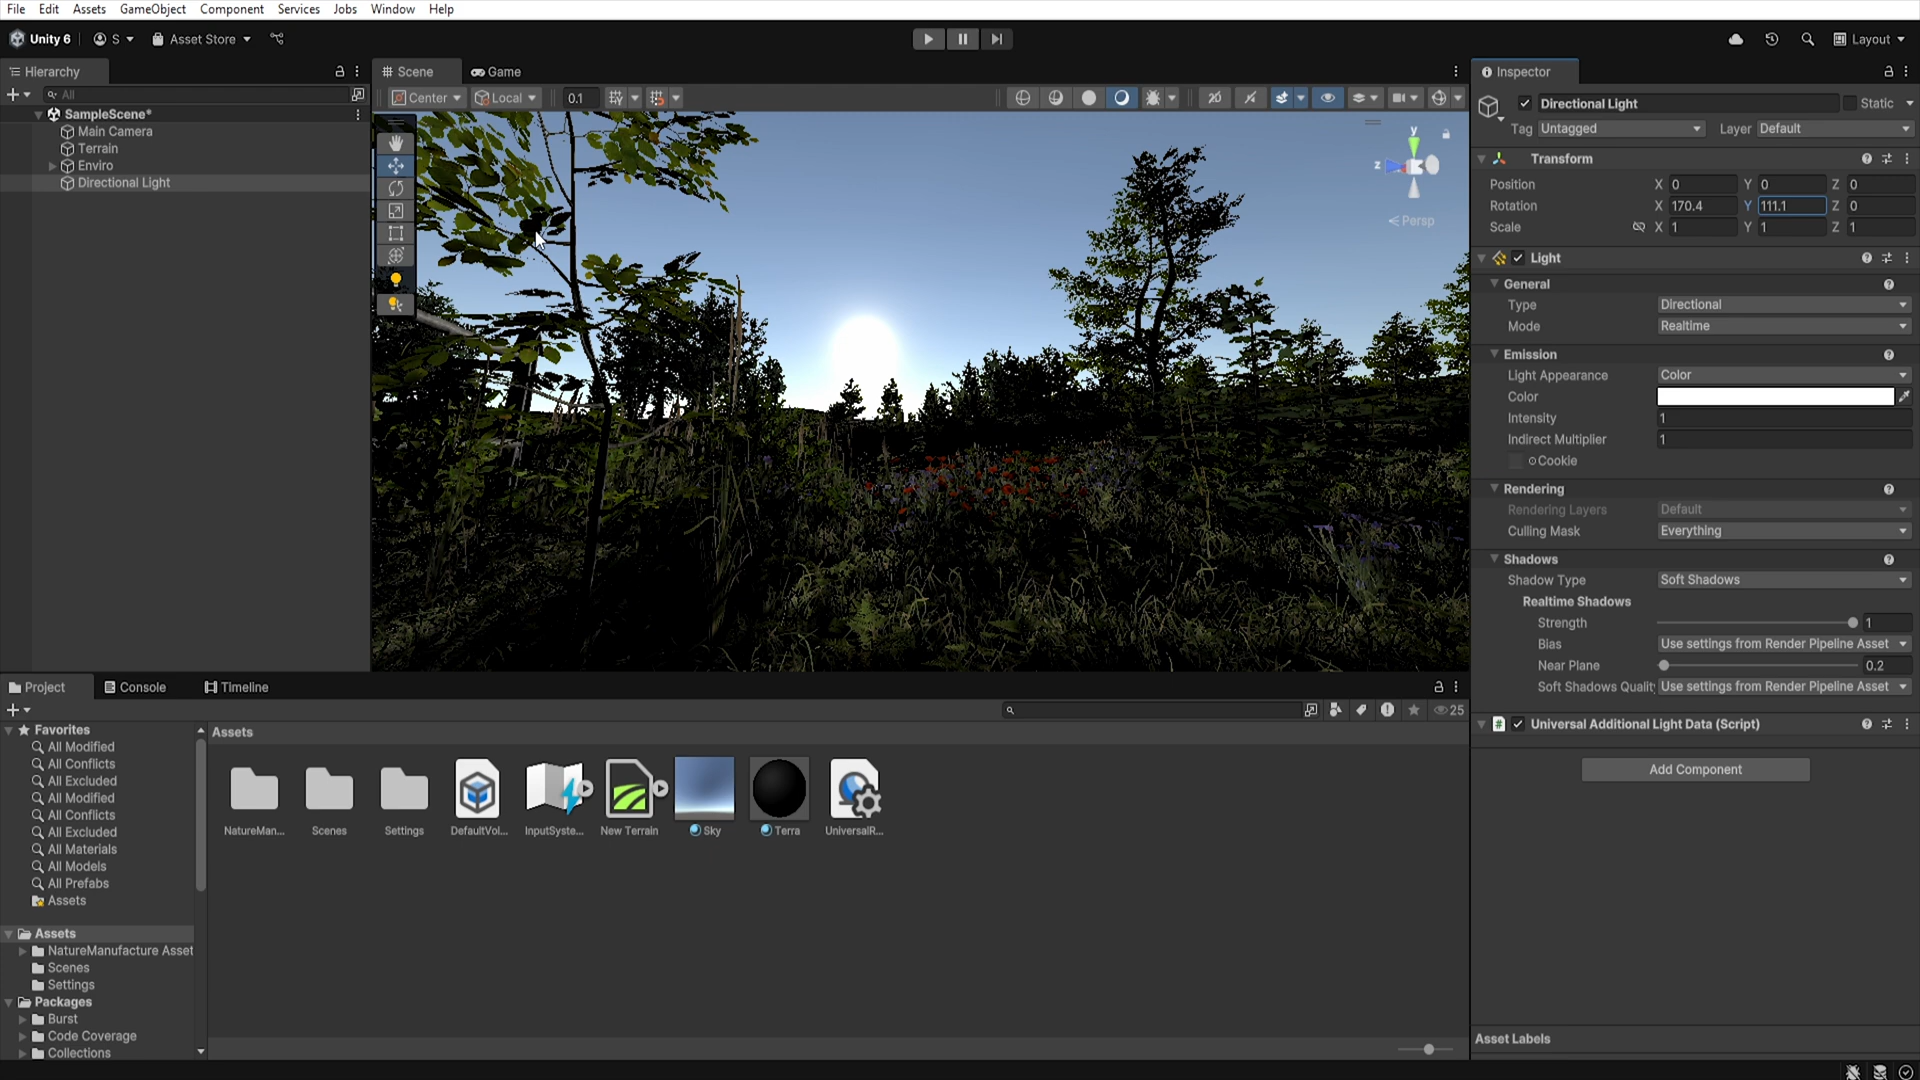 File Edit Assets GameObject Component Services Jobs Window Help
Unity 6 S Asset Store Layout
Hierarchy
All
SampleScene*
Main Camera
Terrain
Enviro
Directional Light
Scene Game
Center Local 0.1 2D
y
z
Persp
Inspector
Directional Light Static
Tag Untagged Layer Default
Transform
Position X 0 Y 0 Z 0
Rotation X 170.4 Y 111.1 Z 0
Scale X 1 Y 1 Z 1
Light
General
Type Directional
Mode Realtime
Emission
Light Appearance Color
Color
Intensity 1
Indirect Multiplier 1
Cookie
Rendering
Rendering Layers Default
Culling Mask Everything
Shadows
Shadow Type Soft Shadows
Realtime Shadows
Strength 1
Bias Use settings from Render Pipeline Asset
Near Plane 0.2
Soft Shadows Qualit Use settings from Render Pipeline Asset
# Universal Additional Light Data (Script)
Add Component
Asset Labels
Project Console Timeline
25
Favorites
All Modified
All Conflicts
All Excluded
All Modified
All Conflicts
All Excluded
All Materials
All Models
All Prefabs
Assets
Assets
NatureManufacture Asset
Scenes
Settings
Packages
Burst
Code Coverage
Collections
Assets
NatureMan... Scenes Settings DefaultVol... InputSyste... New Terrain Sky Terra UniversalR...